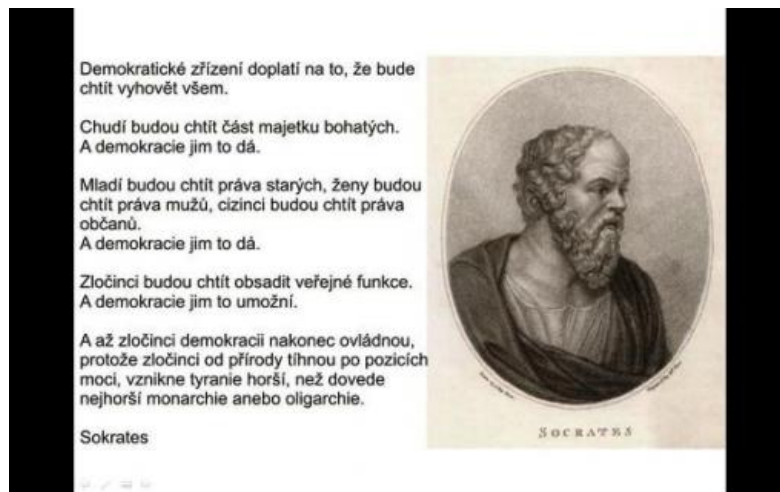 Demokratické zřízení doplatí na to, že bude
chtít vyhovět všem.
Chudí budou chtít část majetku bohatých.
A demokracie jim to dá.
Mladí budou chtít práva starých, ženy budou
chtít práva mužů, cizinci budou chtít práva
občanů.
A demokracie jim to dá.
Zločinci budou chtít obsadit veřejné funkce.
A demokracie jim to umožní.
A až zločinci demokracii nakonec ovládnou,
protože zločinci od přírody tíhnou po pozicích
moci, vznikne tyranie horší, než dovede
nejhorší monarchie anebo oligarchie.
Sokrates
SOCRATES